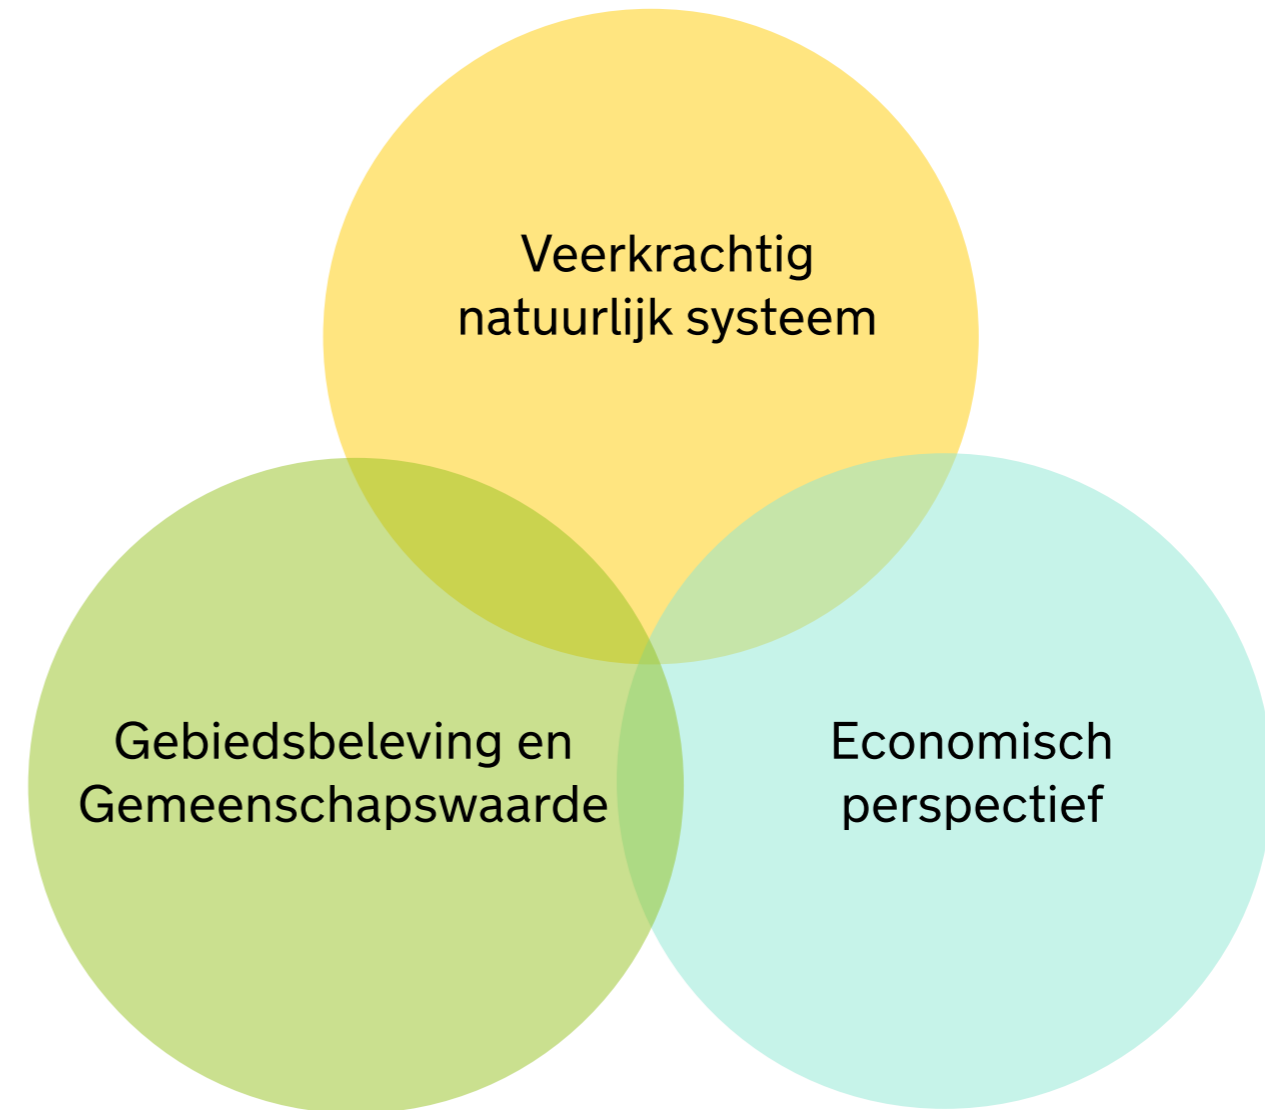 Veerkrachtig
natuurlijk systeem
Gebiedsbeleving en
Gemeenschapswaarde
Economisch
perspectief